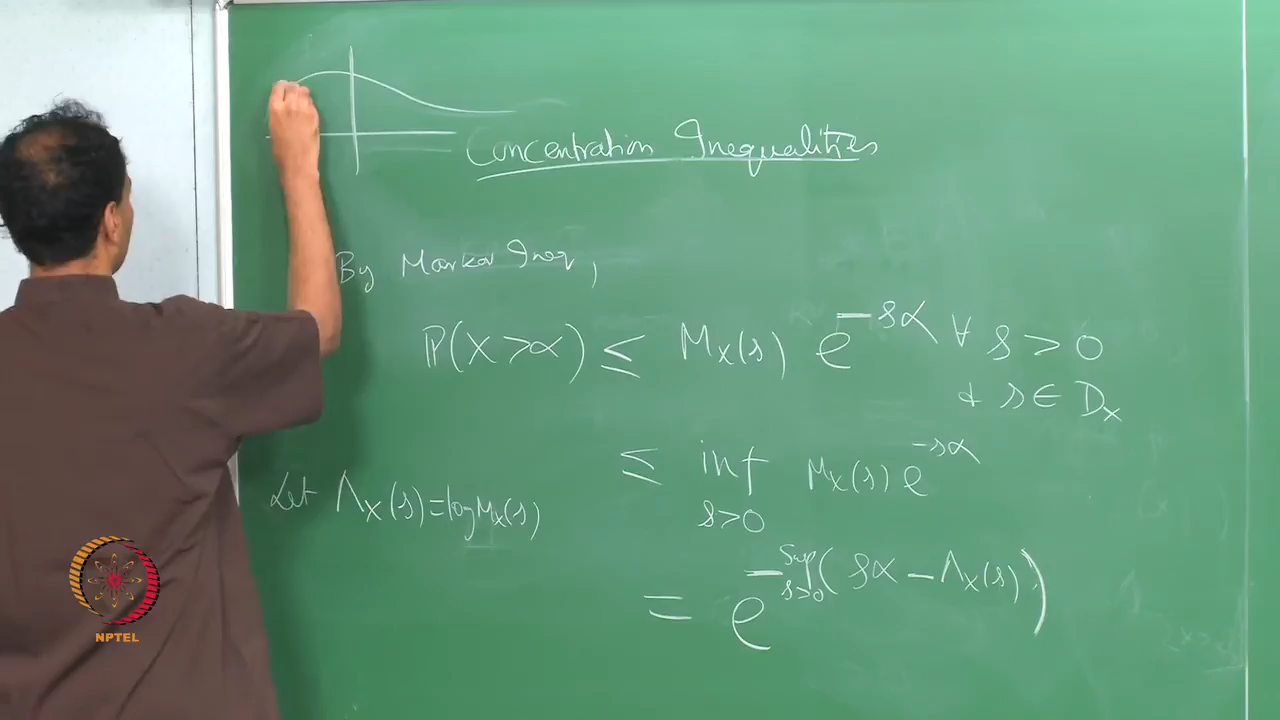 Concentration Inequalities
By Markov Ineq,
P(X>α) ≤ M_X(s) e^{-sα} ∀ s > 0
& s ∈ D_X
≤ inf_{s>0} M_X(s) e^{-sα}
Let Λ_X(s) = log M_X(s)
= e^{-sup_{s>0}(sα - Λ_X(s))}
NPTEL